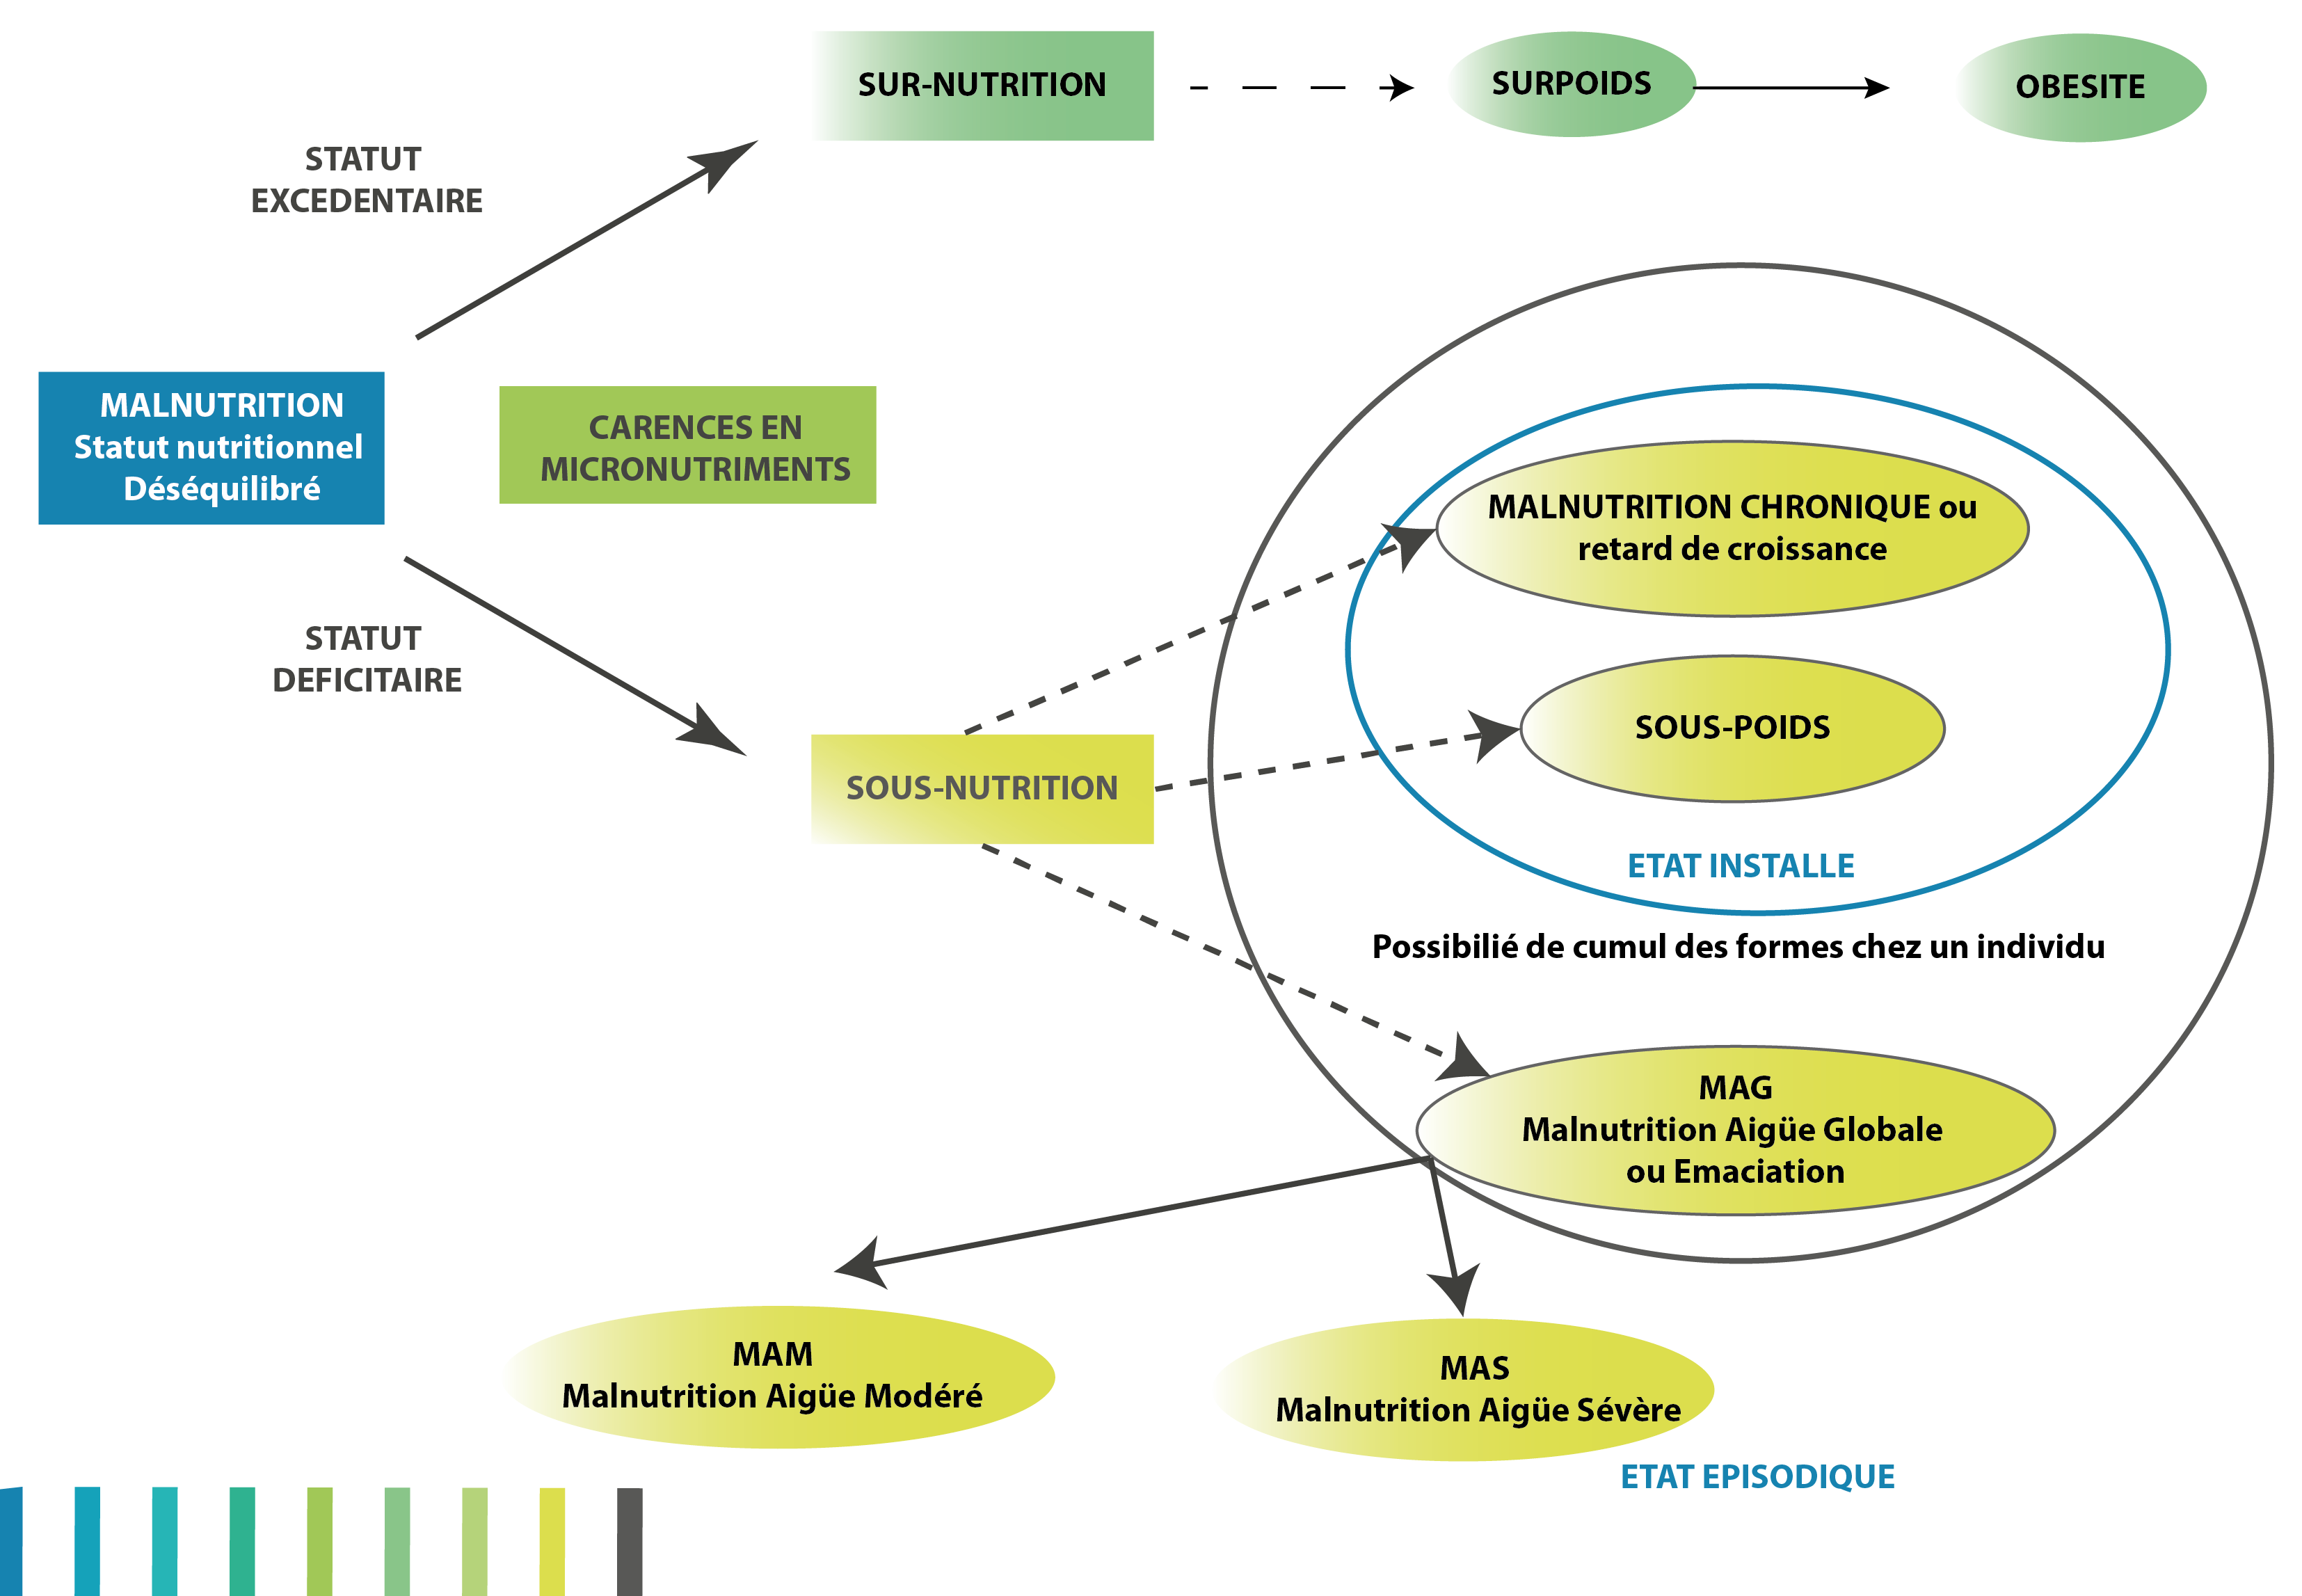 SUR-NUTRITION
SURPOIDS
OBESITE
STATUT
EXCEDENTAIRE
MALNUTRITION
Statut nutritionnel
Déséquilibré
CARENCES EN
MICRONUTRIMENTS
MALNUTRITION CHRONIQUE ou
retard de croissance
STATUT
DEFICITAIRE
SOUS-NUTRITION
SOUS-POIDS
ETAT INSTALLE
Possibilié de cumul des formes chez un individu
MAG
Malnutrition Aigüe Globale
ou Emaciation
MAM
Malnutrition Aigüe Modéré
MAS
Malnutrition Aigüe Sévère
ETAT EPISODIQUE